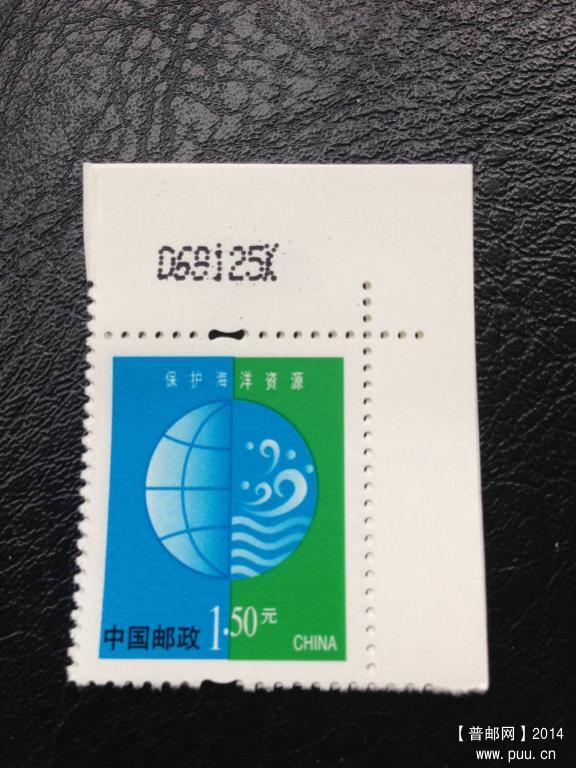 069125X
保护海洋资源
中国邮政 1.50元 CHINA
【普邮网】2014
www.puu.cn